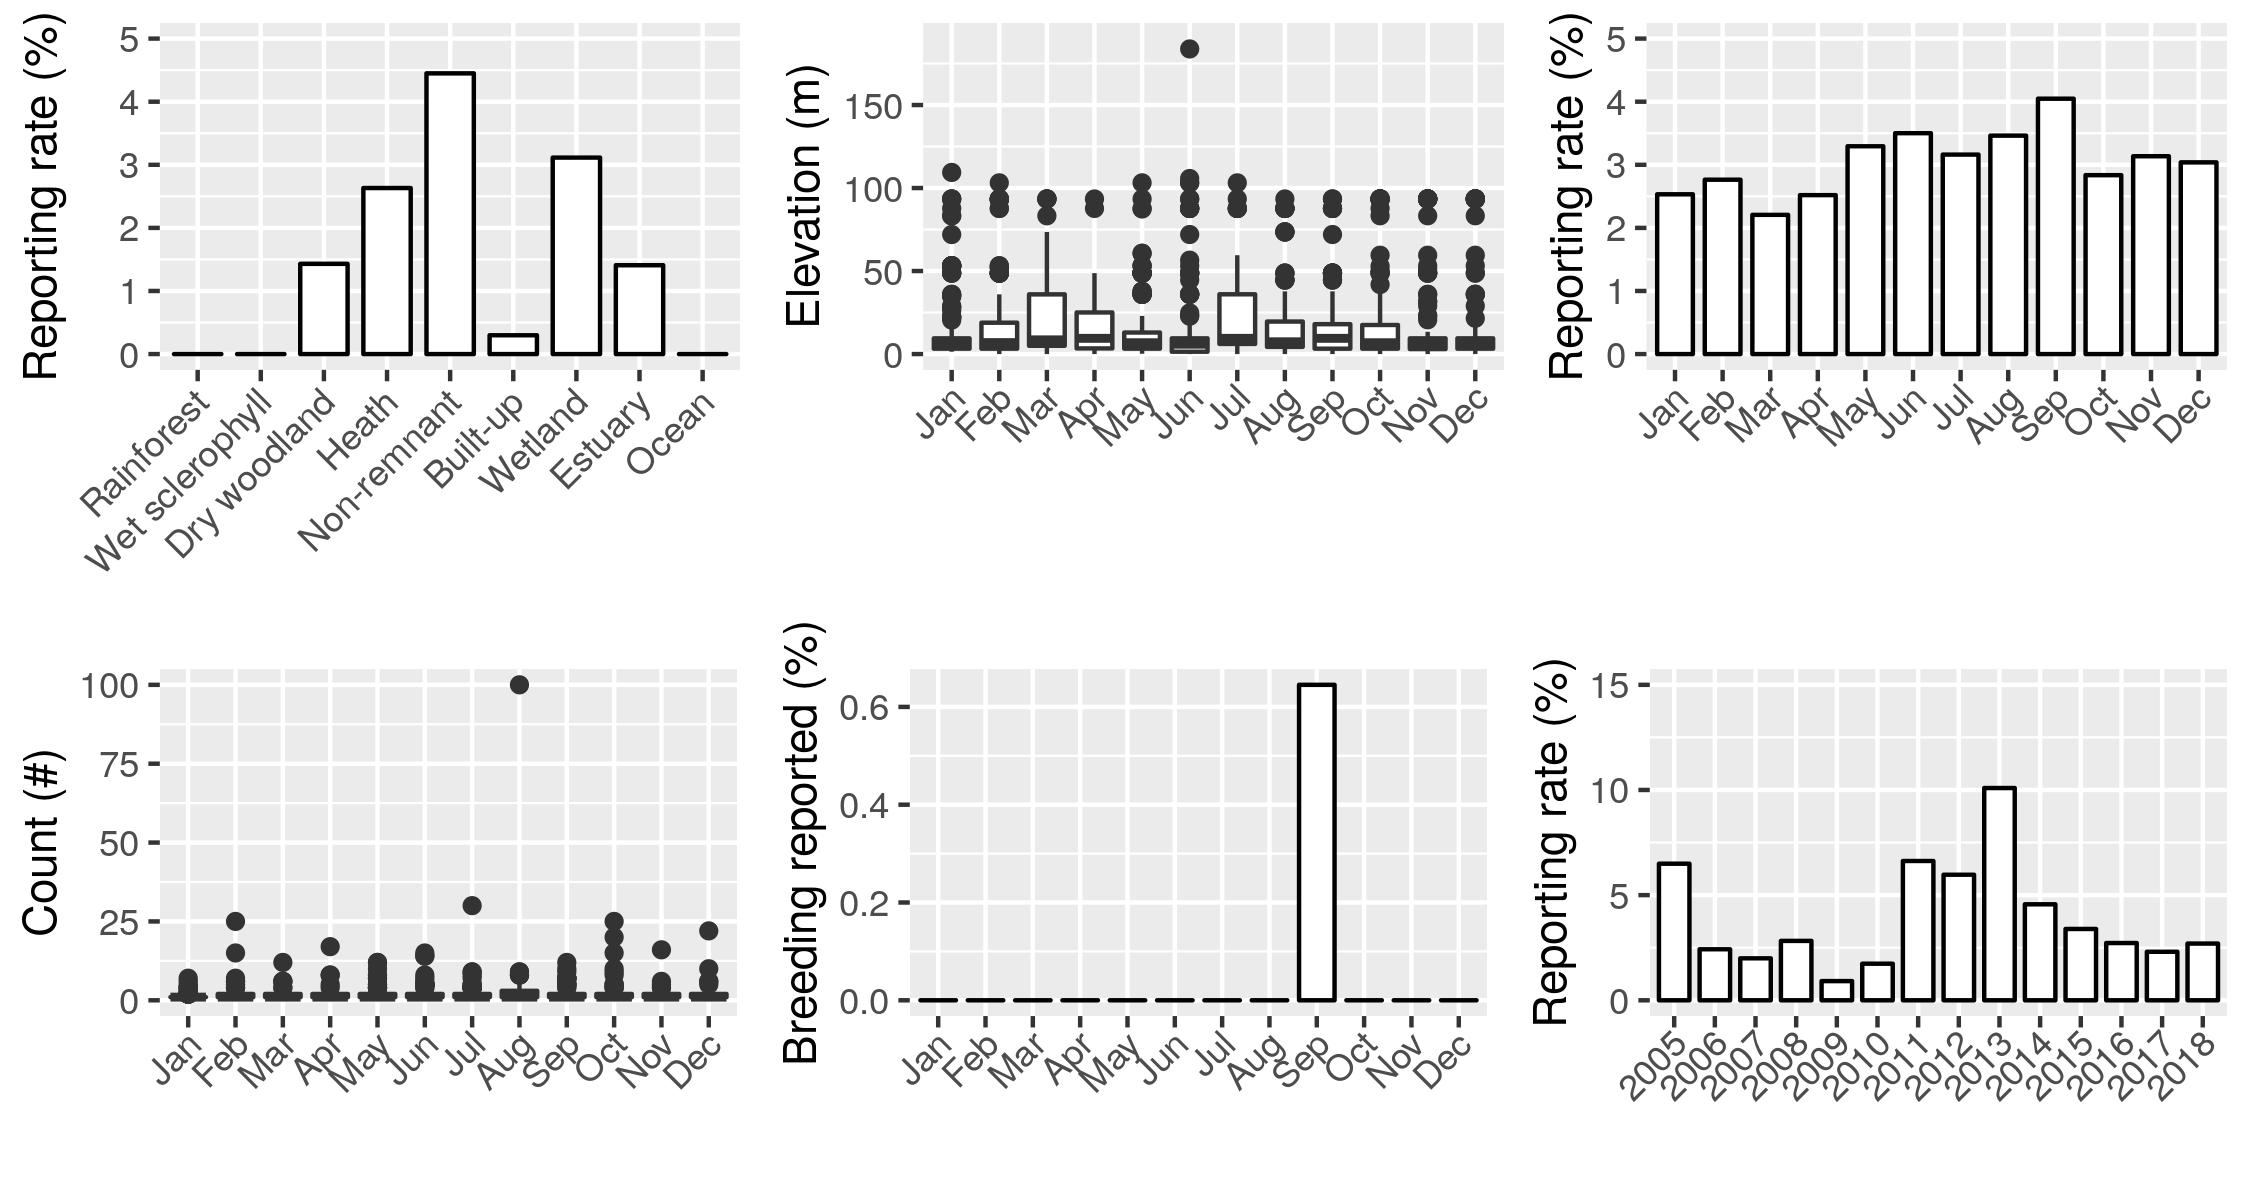 Reporting rate (%)
5
4
3
2
1
0
Rainforest
Wet sclerophyll
Dry woodland
Heath
Non-remnant
Built-up
Wetland
Estuary
Ocean
Elevation (m)
150
100
50
0
Jan
Feb
Mar
Apr
May
Jun
Jul
Aug
Sep
Oct
Nov
Dec
Reporting rate (%)
5
4
3
2
1
0
Jan
Feb
Mar
Apr
May
Jun
Jul
Aug
Sep
Oct
Nov
Dec
Count (#)
100
75
50
25
0
Jan
Feb
Mar
Apr
May
Jun
Jul
Aug
Sep
Oct
Nov
Dec
Breeding reported (%)
0.6
0.4
0.2
0.0
Jan
Feb
Mar
Apr
May
Jun
Jul
Aug
Sep
Oct
Nov
Dec
Reporting rate (%)
15
10
5
0
2005
2006
2007
2008
2009
2010
2011
2012
2013
2014
2015
2016
2017
2018